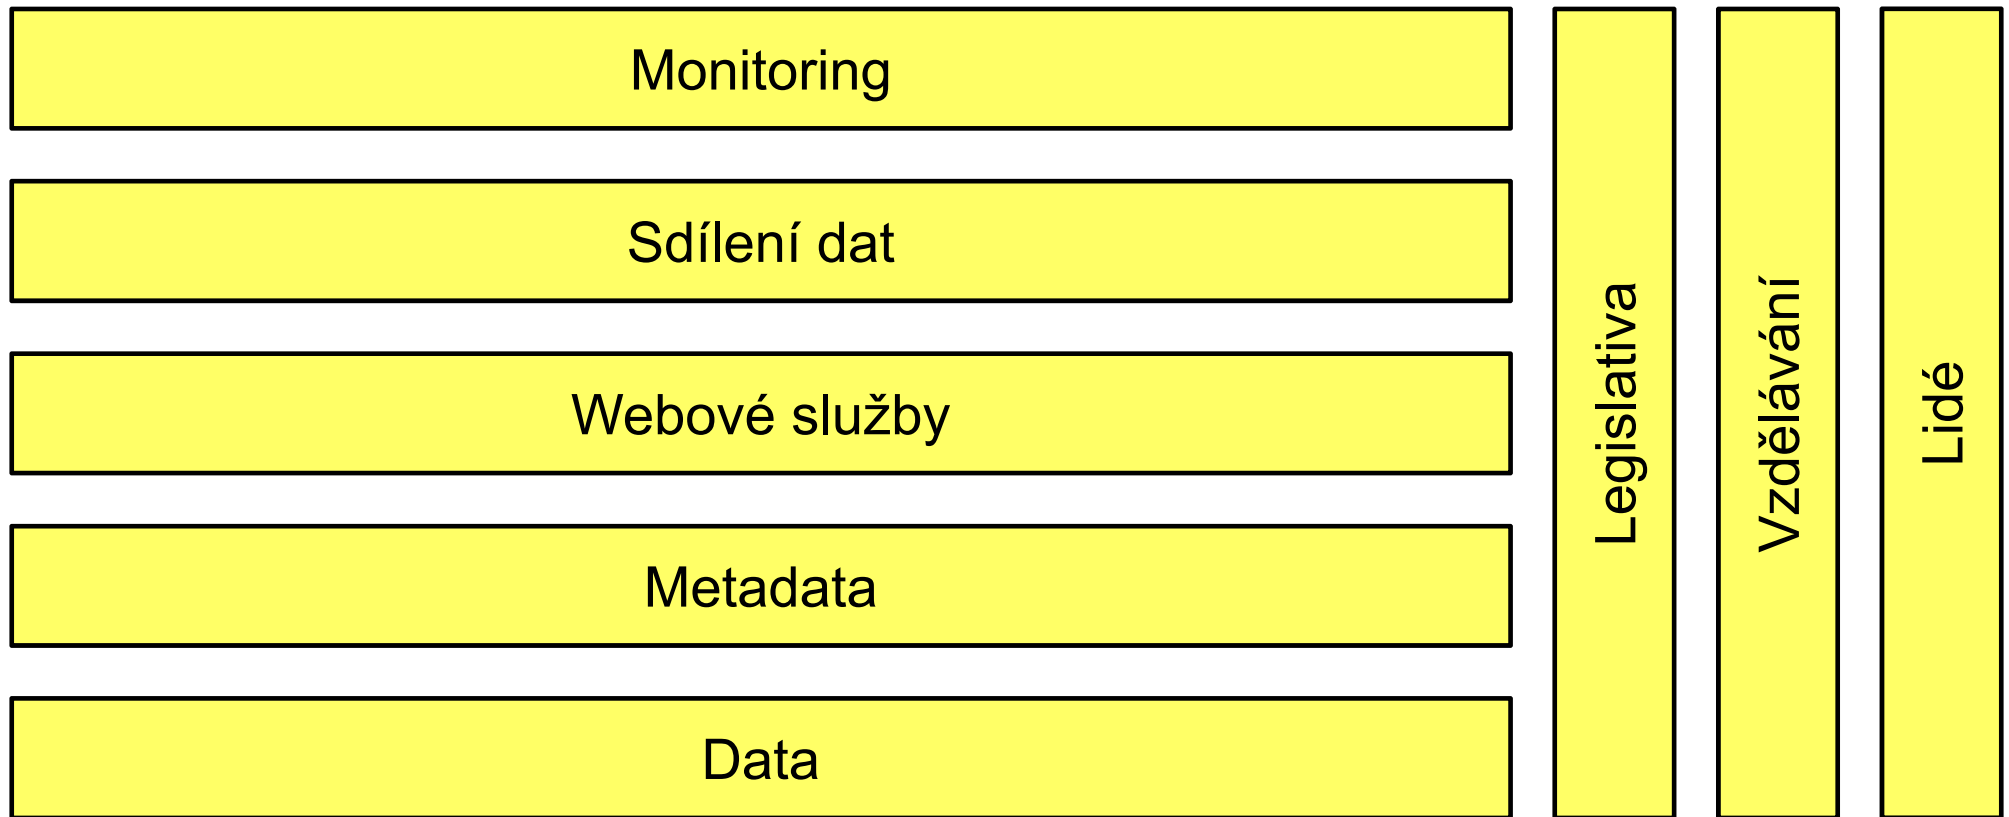 Monitoring
Sdílení dat
Webové služby
Metadata
Data
Legislativa
Vzdělávání
Lidé